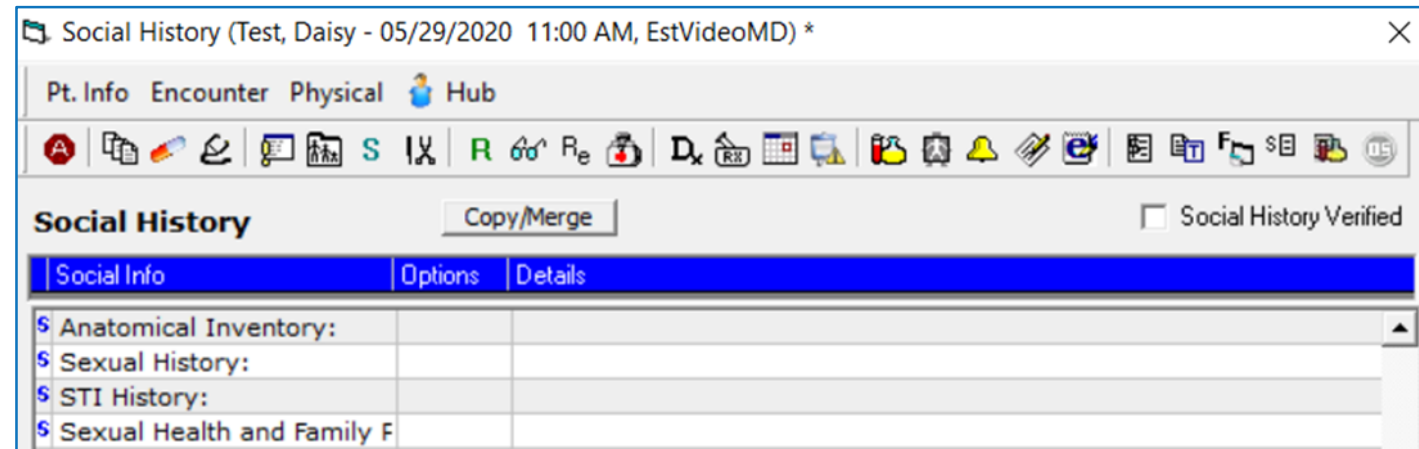 Social History (Test, Daisy - 05/29/2020 11:00 AM, EstVideoMD) *
Pt. Info Encounter Physical Hub
A S R Re Dx RX e T F S
Social History Copy/Merge Social History Verified
Social Info Options Details
S Anatomical Inventory:
S Sexual History:
S STI History:
S Sexual Health and Family F